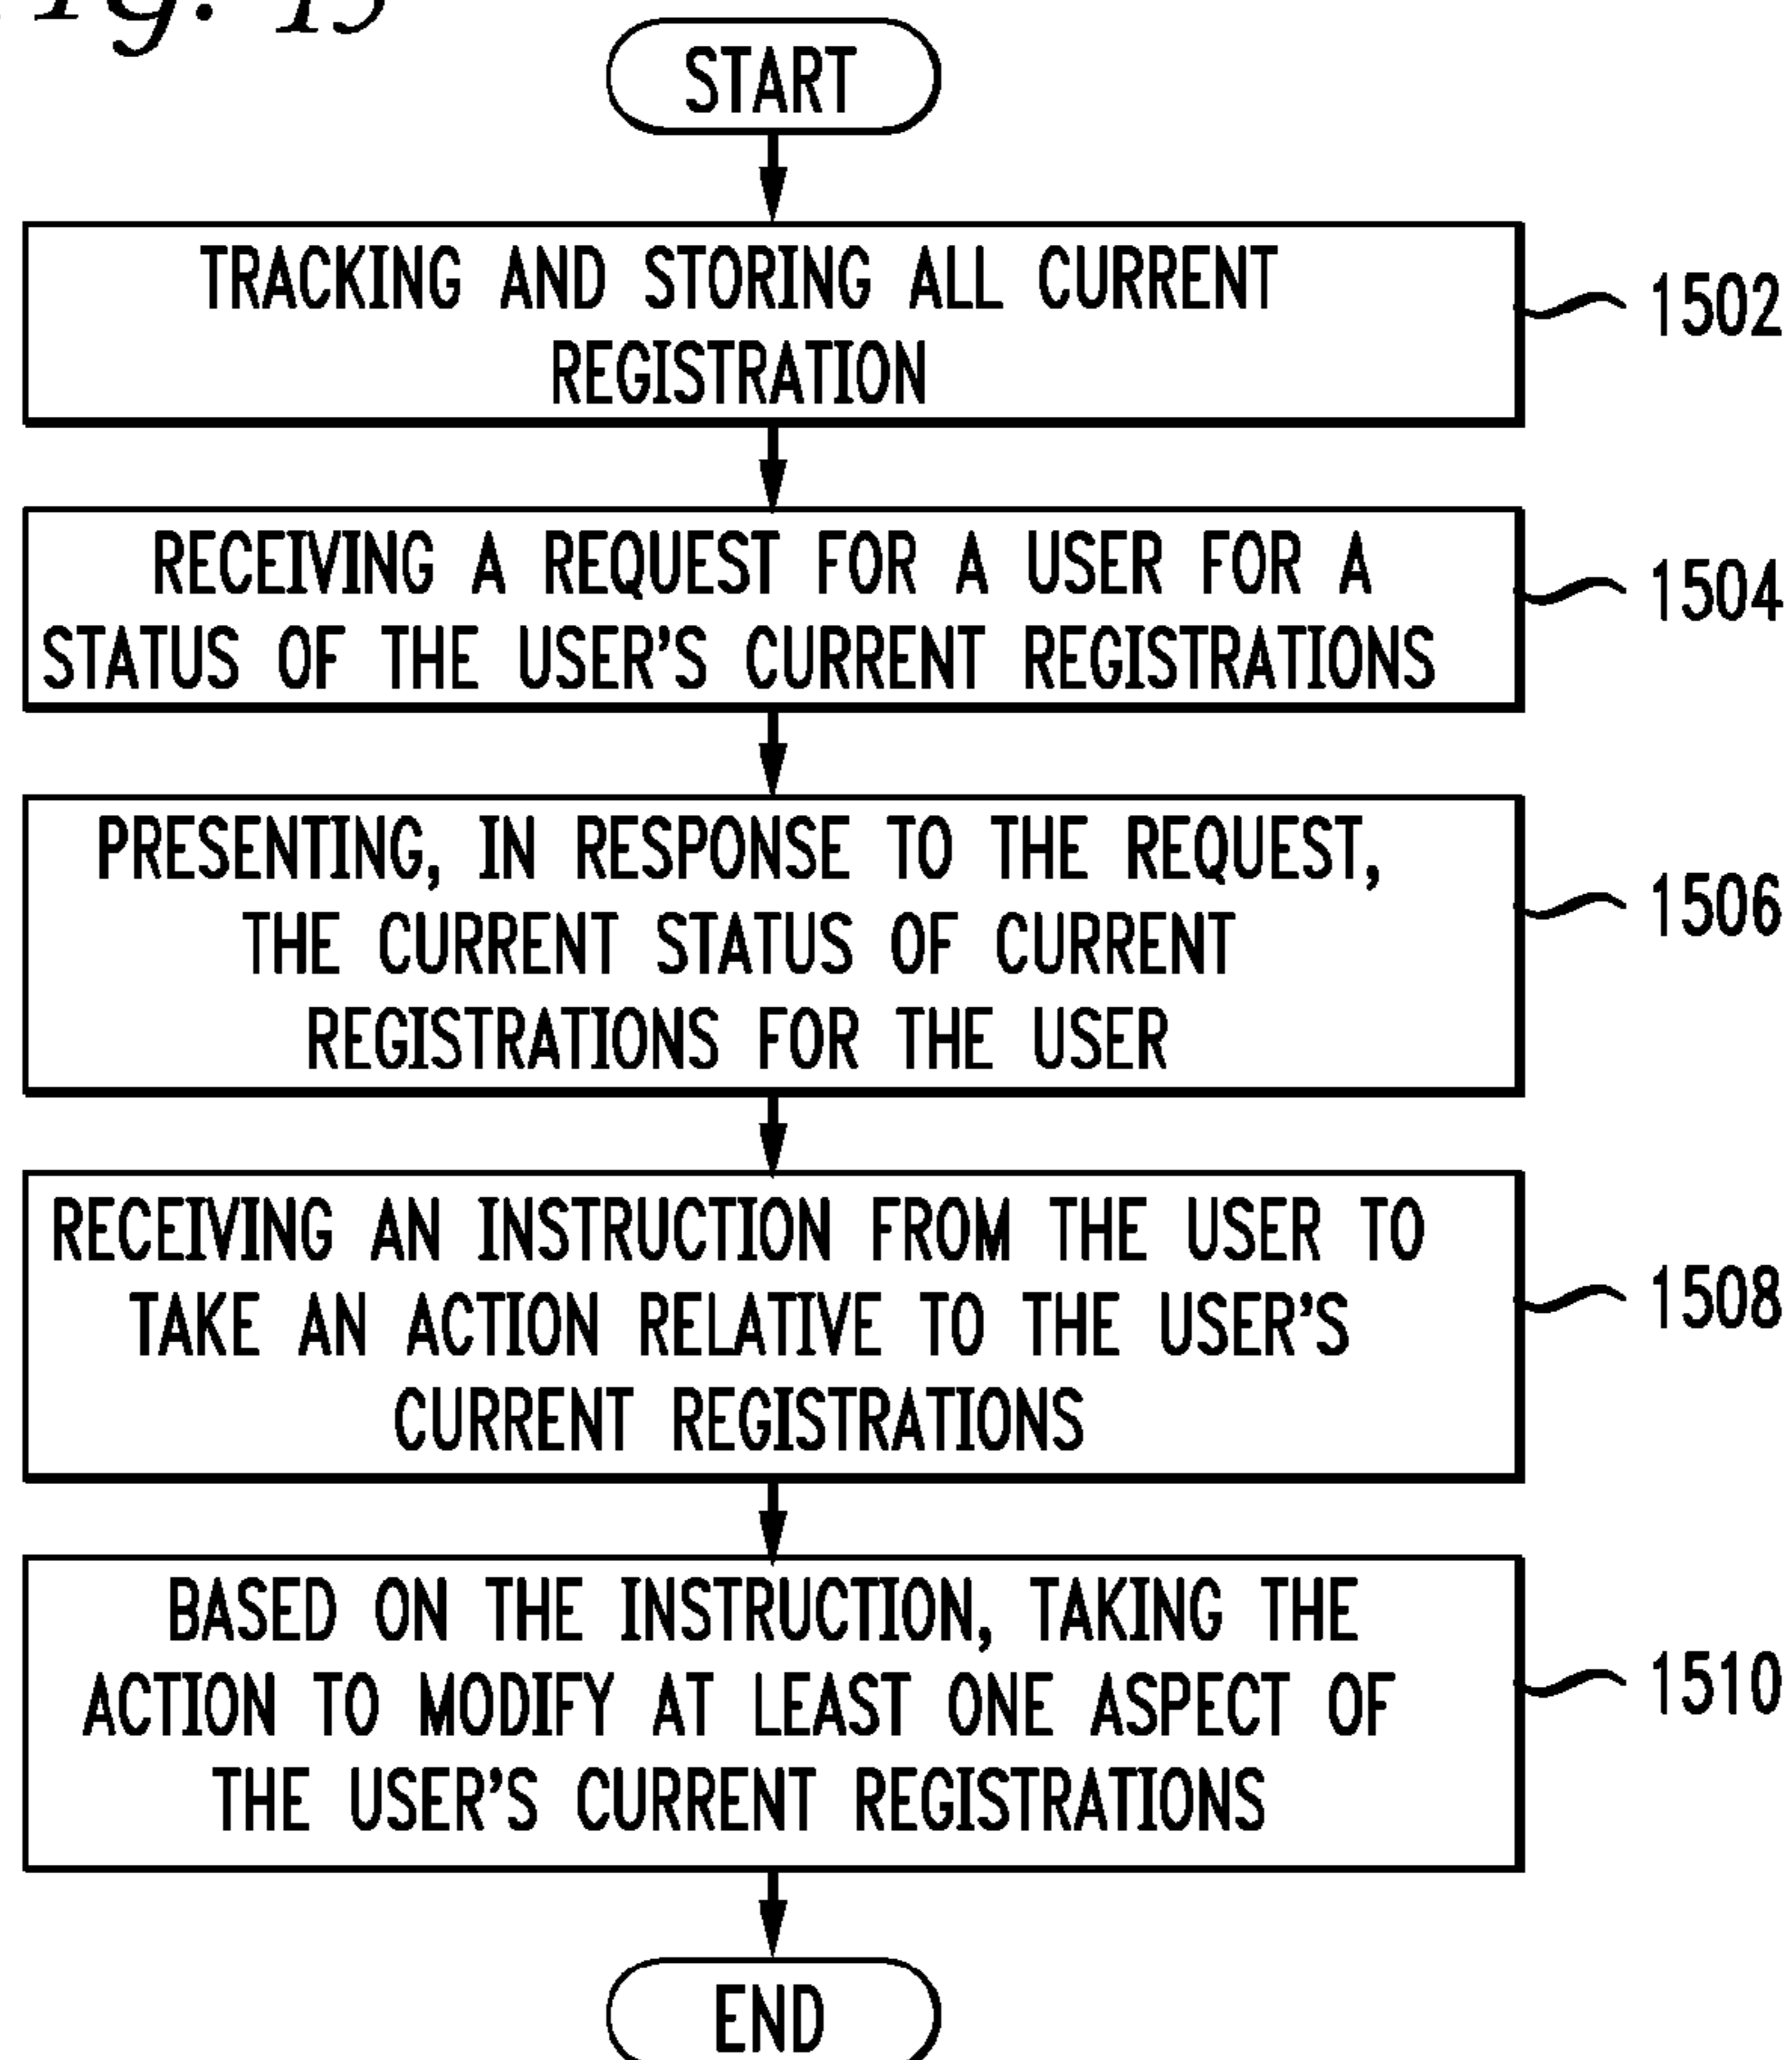 Fig. 15
START
TRACKING AND STORING ALL CURRENT
REGISTRATION
1502
RECEIVING A REQUEST FOR A USER FOR A
STATUS OF THE USER'S CURRENT REGISTRATIONS
1504
PRESENTING, IN RESPONSE TO THE REQUEST,
THE CURRENT STATUS OF CURRENT
REGISTRATIONS FOR THE USER
1506
RECEIVING AN INSTRUCTION FROM THE USER TO
TAKE AN ACTION RELATIVE TO THE USER'S
CURRENT REGISTRATIONS
1508
BASED ON THE INSTRUCTION, TAKING THE
ACTION TO MODIFY AT LEAST ONE ASPECT OF
THE USER'S CURRENT REGISTRATIONS
1510
END